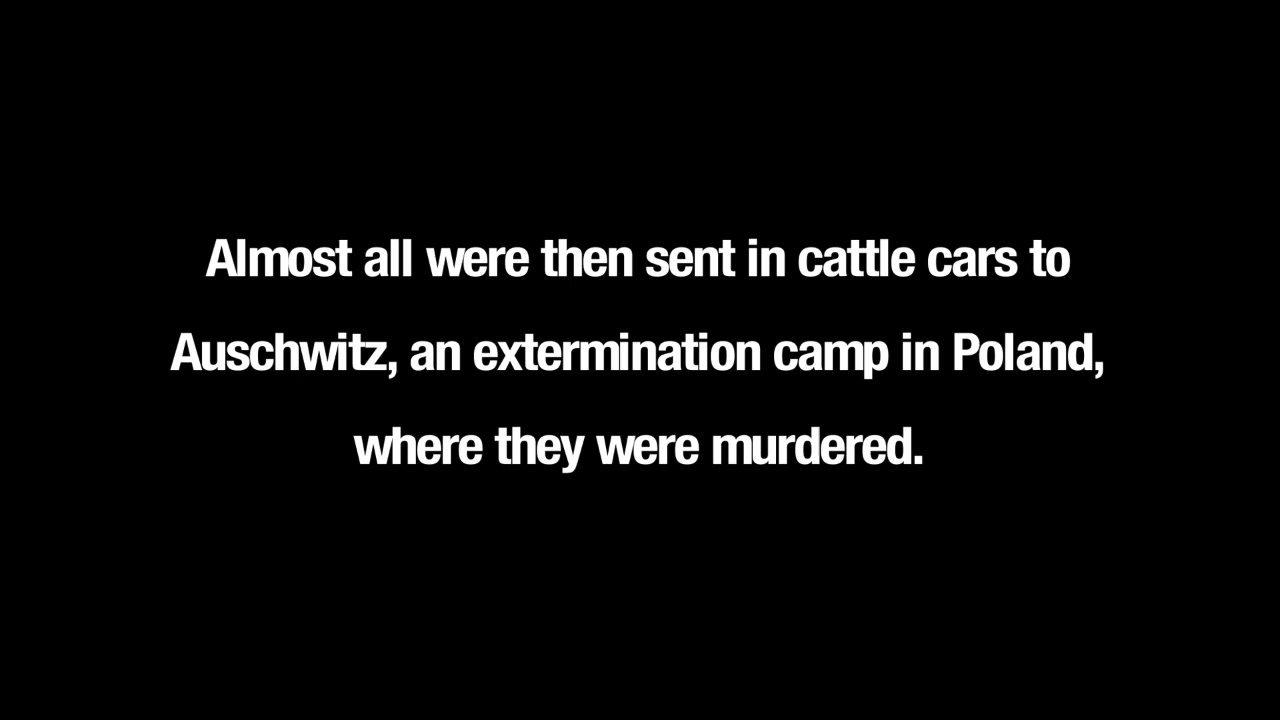 Almost all were then sent in cattle cars to
Auschwitz, an extermination camp in Poland,
where they were murdered.